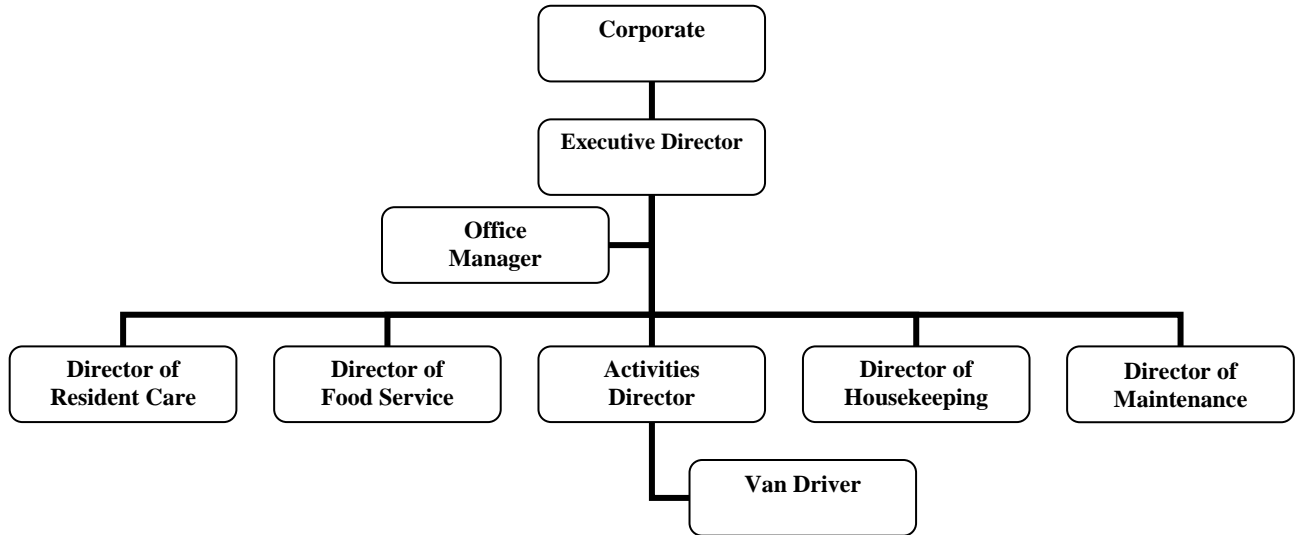 Corporate
Executive Director
Office
Manager
Director of
Resident Care
Director of
Food Service
Activities
Director
Director of
Housekeeping
Director of
Maintenance
Van Driver